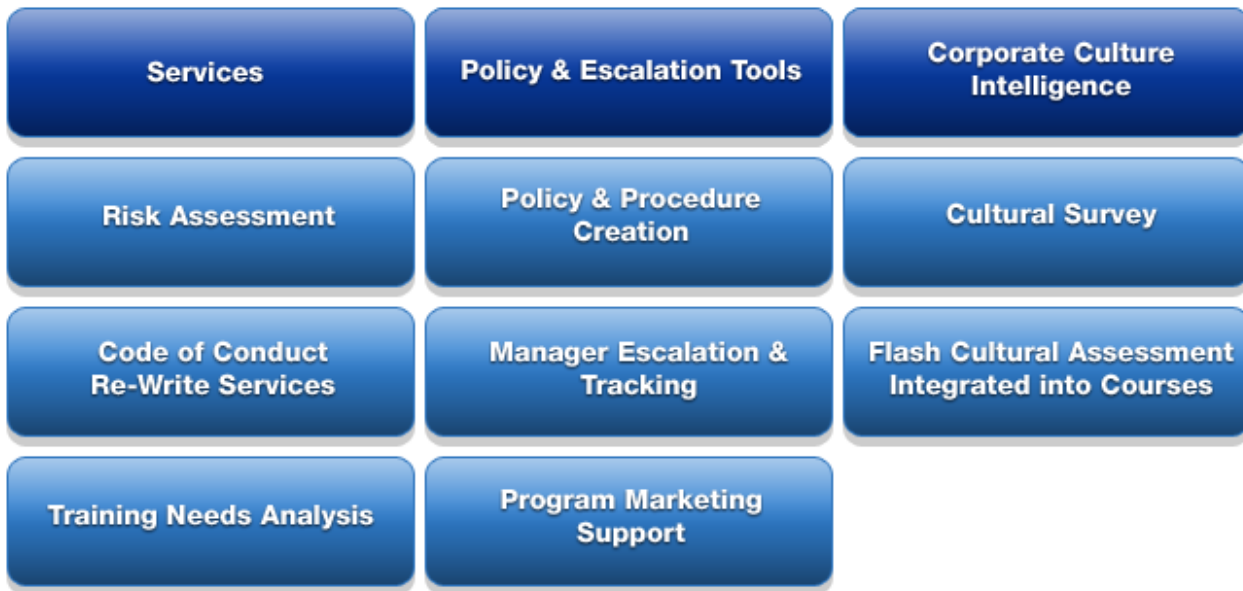 Services
Policy & Escalation Tools
Corporate Culture
Intelligence
Risk Assessment
Policy & Procedure
Creation
Cultural Survey
Code of Conduct
Re-Write Services
Manager Escalation &
Tracking
Flash Cultural Assessment
Integrated into Courses
Training Needs Analysis
Program Marketing
Support